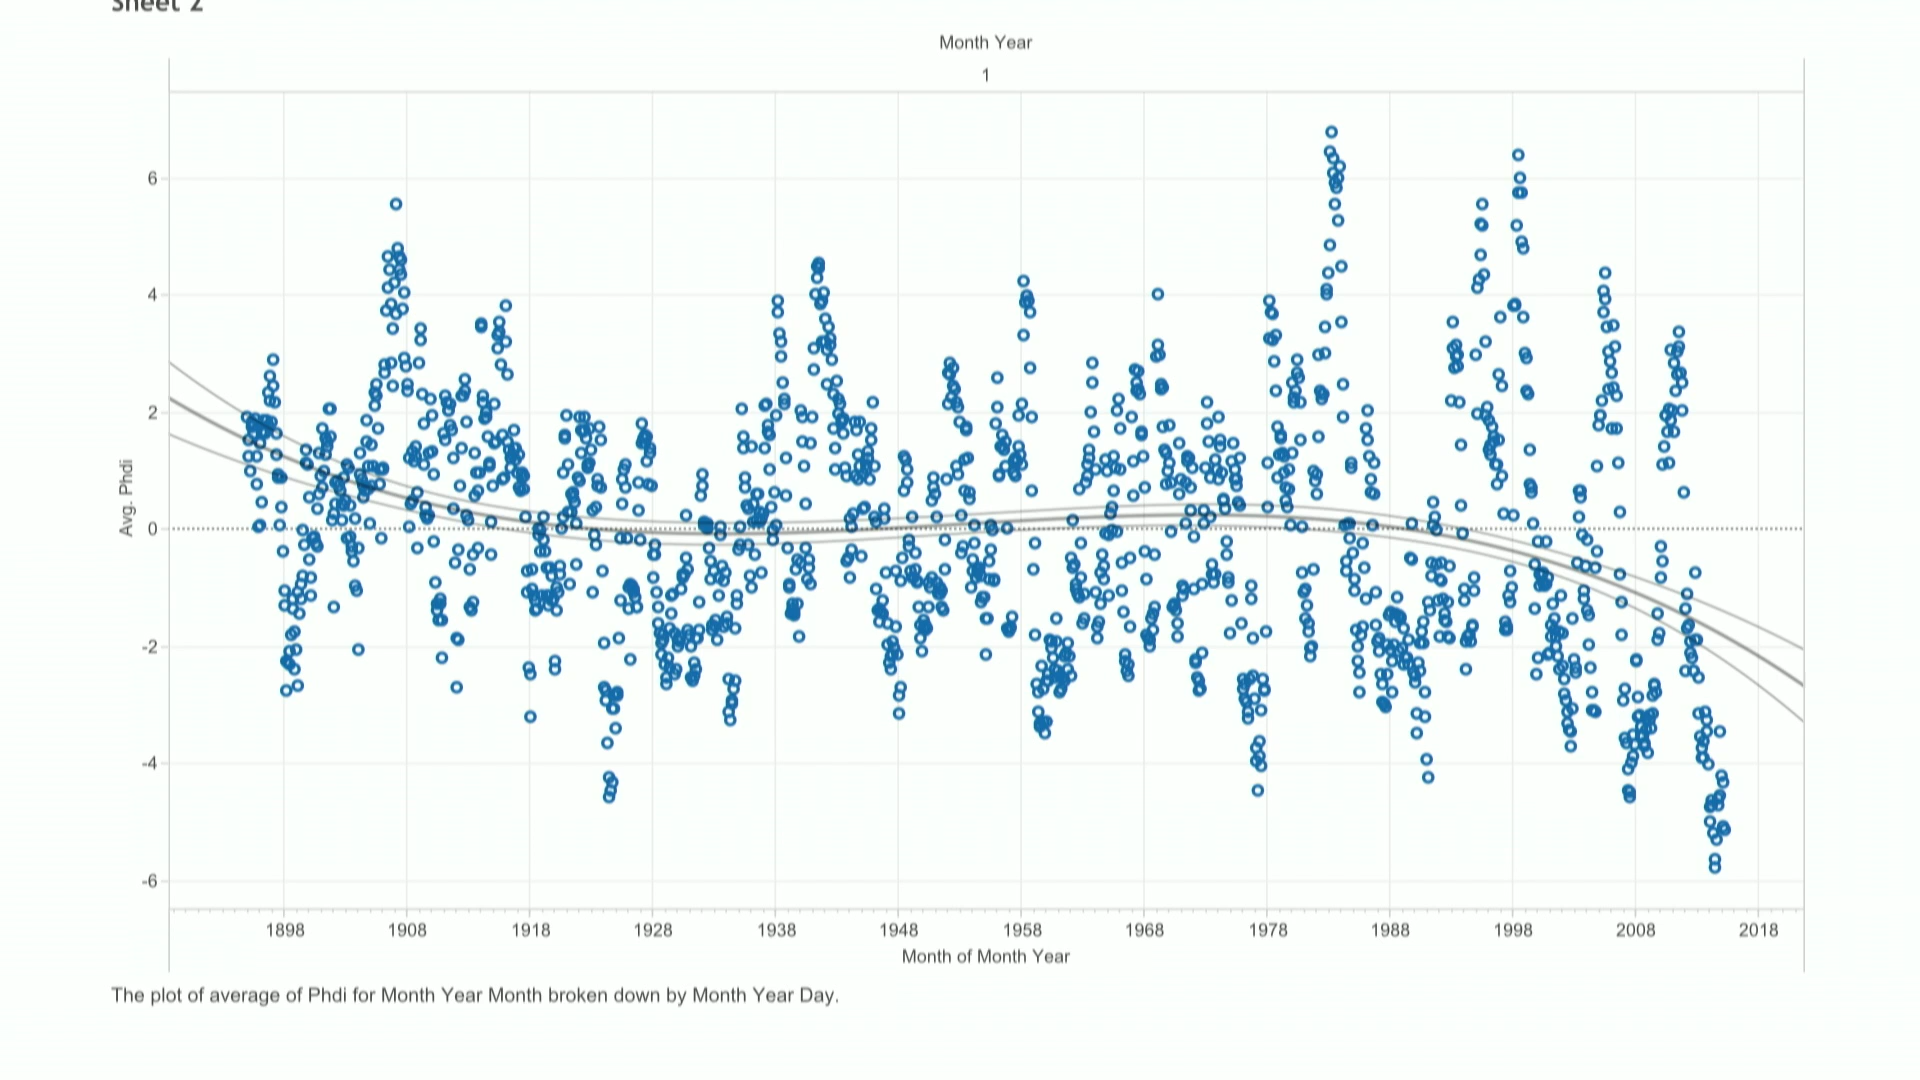 Sheet 2
Month Year
1
Avg. Phdi
6
4
2
0
-2
-4
-6
1898 1908 1918 1928 1938 1948 1958 1968 1978 1988 1998 2008 2018
Month of Month Year
The plot of average of Phdi for Month Year Month broken down by Month Year Day.